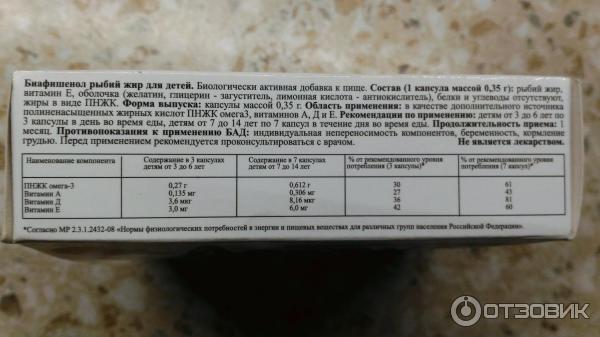 Биафишенол рыбий жир для детей. Биологически активная добавка к пище. Состав (1 капсула массой 0,35 г): рыбий жир,
витамин Е, оболочка (желатин, глицерин - загуститель, лимонная кислота - антиокислитель), белки и углеводы отсутствуют,
жиры в виде ПНЖК. Форма выпуска: капсулы массой 0,35 г. Область применения: в качестве дополнительного источника
полиненасыщенных жирных кислот ПНЖК омега3, витаминов А, Д и Е. Рекомендации по применению: детям от 3 до 6 лет по
3 капсулы в день во время еды, детям от 7 до 14 лет по 7 капсул в течение дня во время еды. Продолжительность приема: 1
месяц. Противопоказания к применению БАД: индивидуальная непереносимость компонентов, беременность, кормление
грудью. Перед применением рекомендуется проконсультироваться с врачом. Не является лекарством.
Наименование компонента Содержание в 3 капсулах детям от 3 до 6 лет Содержание в 7 капсулах детям от 7 до 14 лет % от рекомендованного уровня потребления (3 капсулы)* % от рекомендованного уровня потребления (7 капсул)*
ПНЖК омега-3 0,27 г 0,612 г 30 61
Витамин А 0,135 мг 0,306 мг 27 43
Витамин Д 3,6 мкг 8,16 мкг 36 81
Витамин Е 3,0 мг 6,0 мг 42 60
*Согласно МР 2.3.1.2432-08 «Нормы физиологических потребностей в энергии и пищевых веществах для различных групп населения Российской Федерации».
ОТЗОВИК